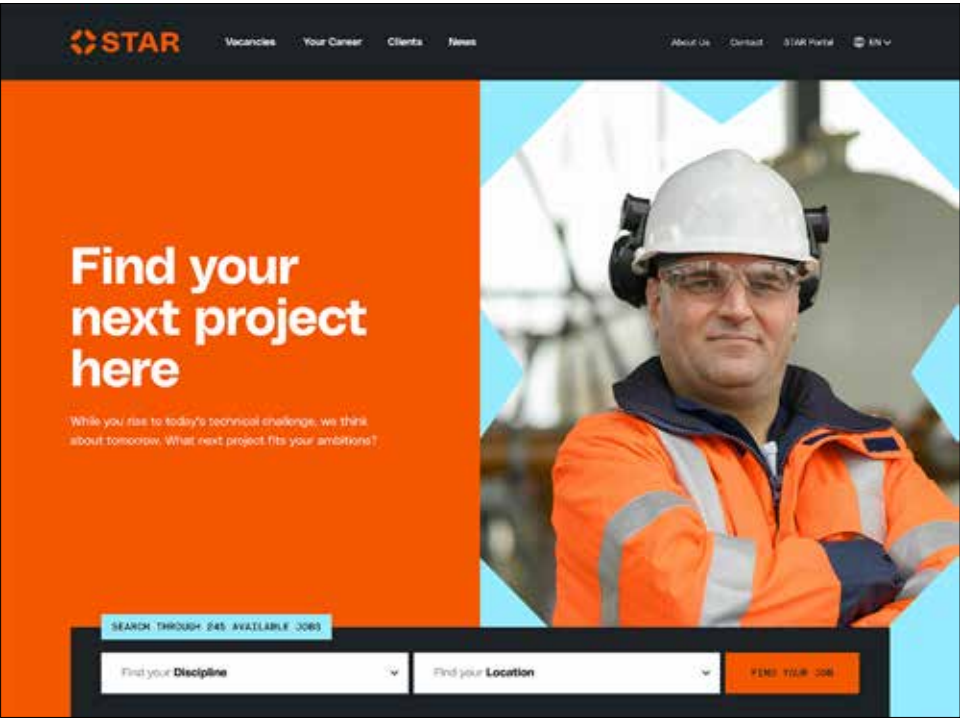 STAR
Vacancies Your Career Clients News
About Us Contact STAR Portal EN
Find your
next project
here
While you rise to today's technical challenge, we think
about tomorrow. What next project fits your ambitions?
SEARCH THROUGH 245 AVAILABLE JOBS
Find your Discipline
Find your Location
FIND YOUR JOB